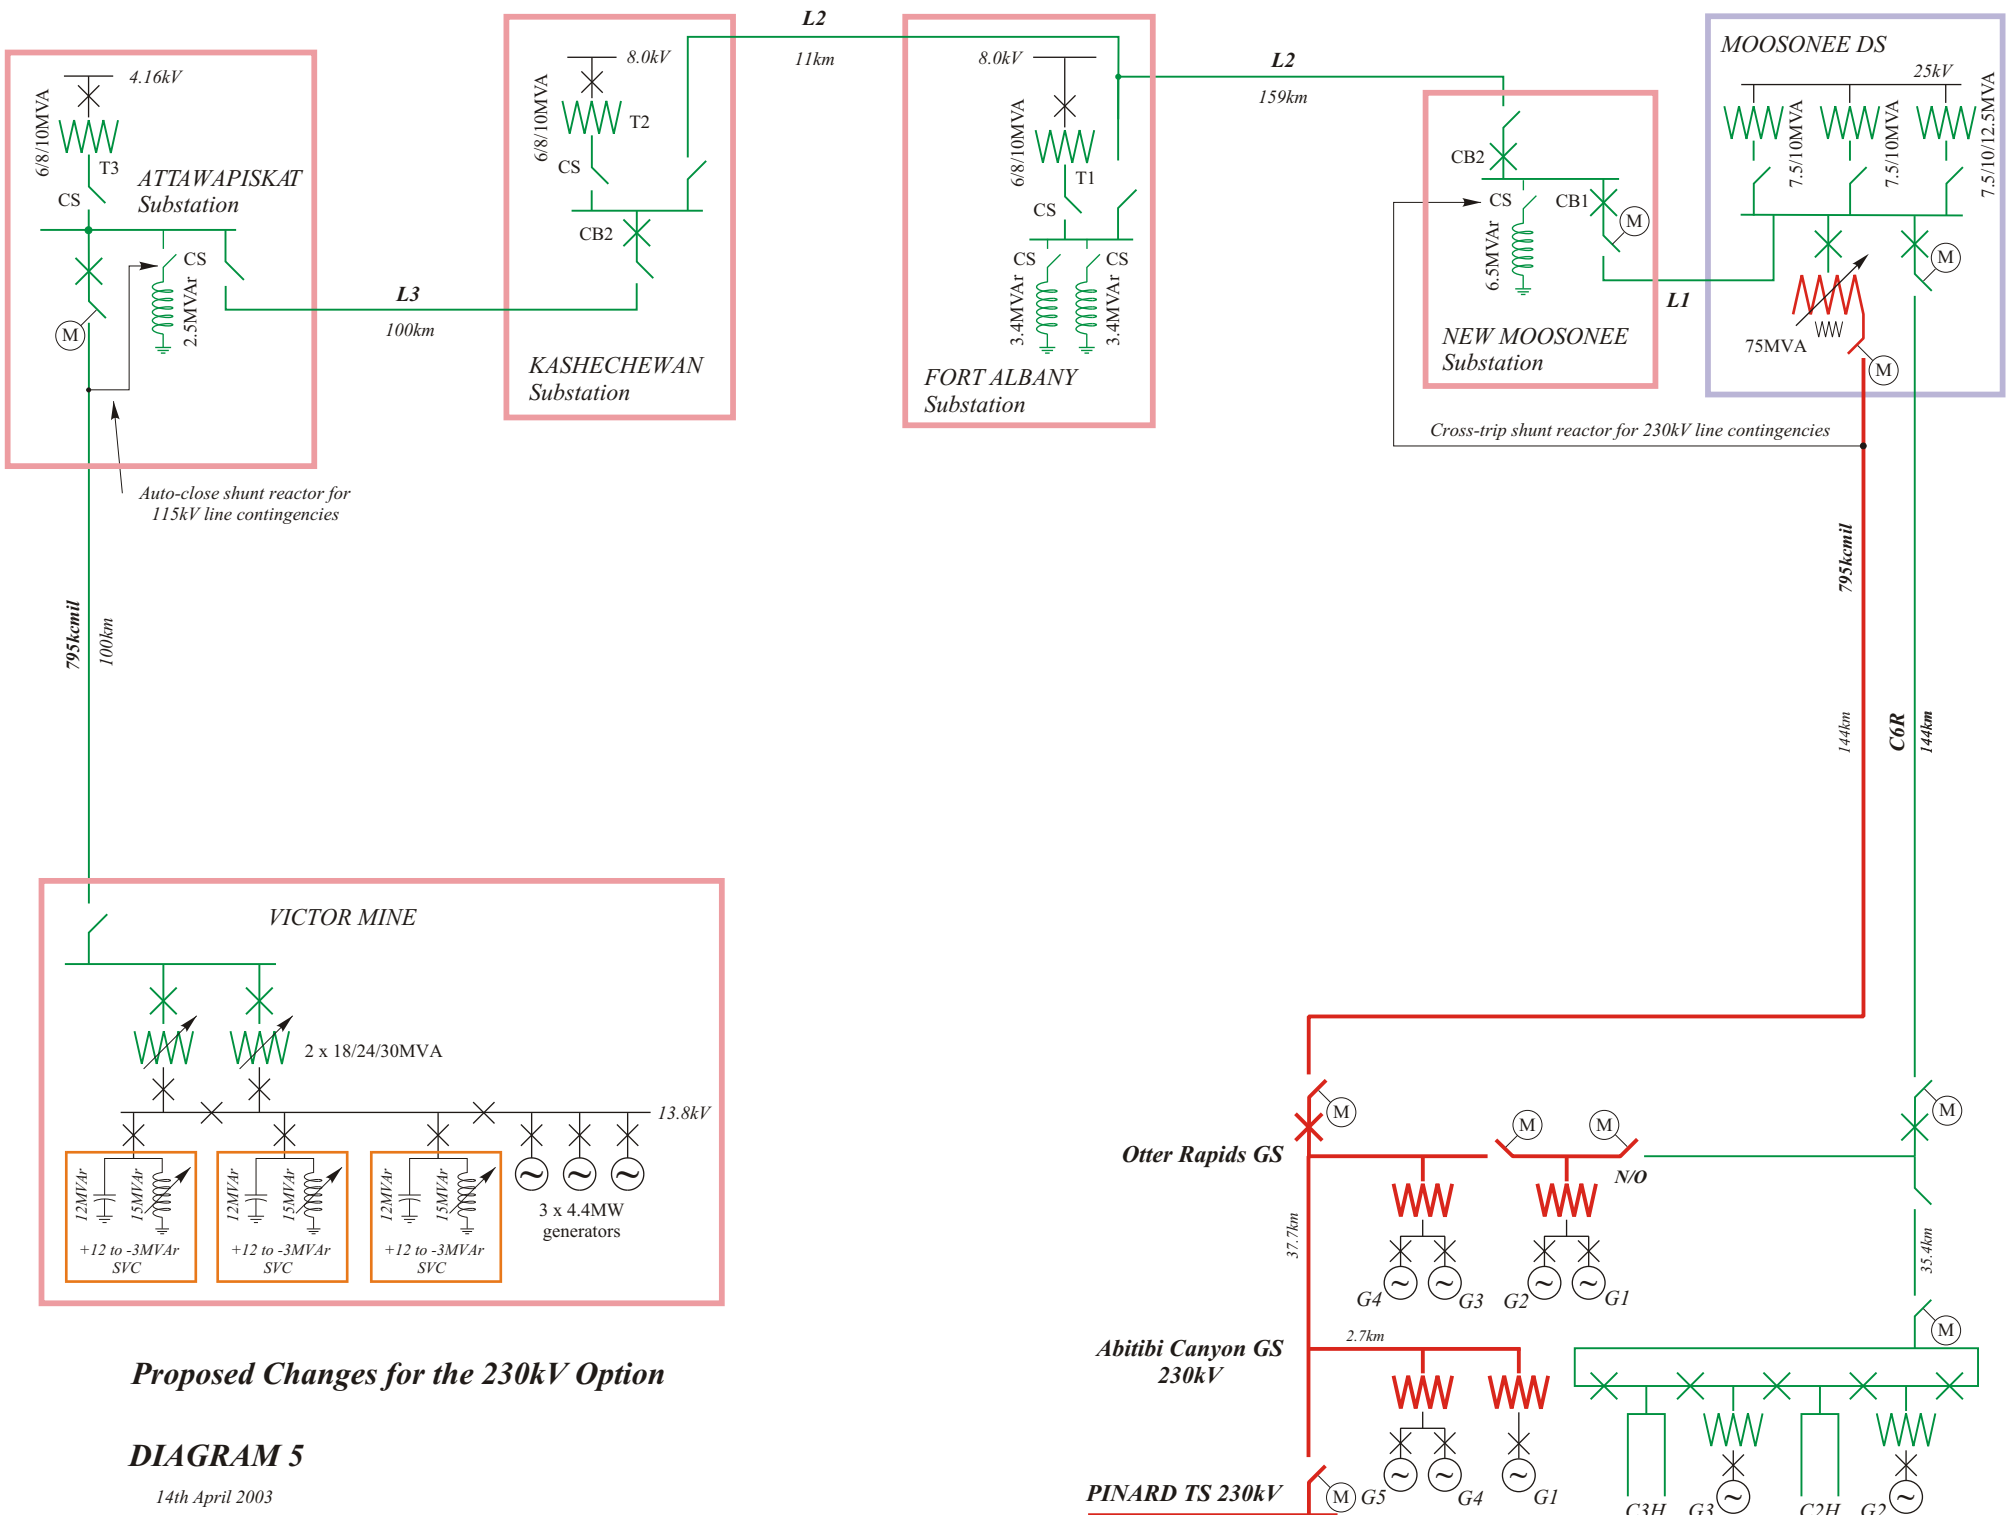 L2
11km
L2
159km
4.16kV
6/8/10MVA
T3
CS
ATTAWAPISKAT
Substation
CS
2.5MVAr
M
L3
100km
Auto-close shunt reactor for
115kV line contingencies
8.0kV
6/8/10MVA
T2
CS
CB2
KASHECHEWAN
Substation
8.0kV
6/8/10MVA
T1
CS
CS
CS
3.4MVAr
3.4MVAr
FORT ALBANY
Substation
CB2
CS
CB1
M
6.5MVAr
NEW MOOSONEE
Substation
L1
MOOSONEE DS
25kV
7.5/10MVA
7.5/10MVA
7.5/10/12.5MVA
M
75MVA
M
Cross-trip shunt reactor for 230kV line contingencies
795kcmil
100km
795kcmil
144km
C6R
144km
VICTOR MINE
2 x 18/24/30MVA
13.8kV
12MVAr
15MVAr
+12 to -3MVAr
SVC
12MVAr
15MVAr
+12 to -3MVAr
SVC
12MVAr
15MVAr
+12 to -3MVAr
SVC
3 x 4.4MW
generators
M
M
M
M
Otter Rapids GS
N/O
37.7km
35.4km
G4
G3
G2
G1
2.7km
M
Abitibi Canyon GS
230kV
G5
G4
G1
PINARD TS 230kV
M
C3H
G3
C2H
G2
Proposed Changes for the 230kV Option
DIAGRAM 5
14th April 2003